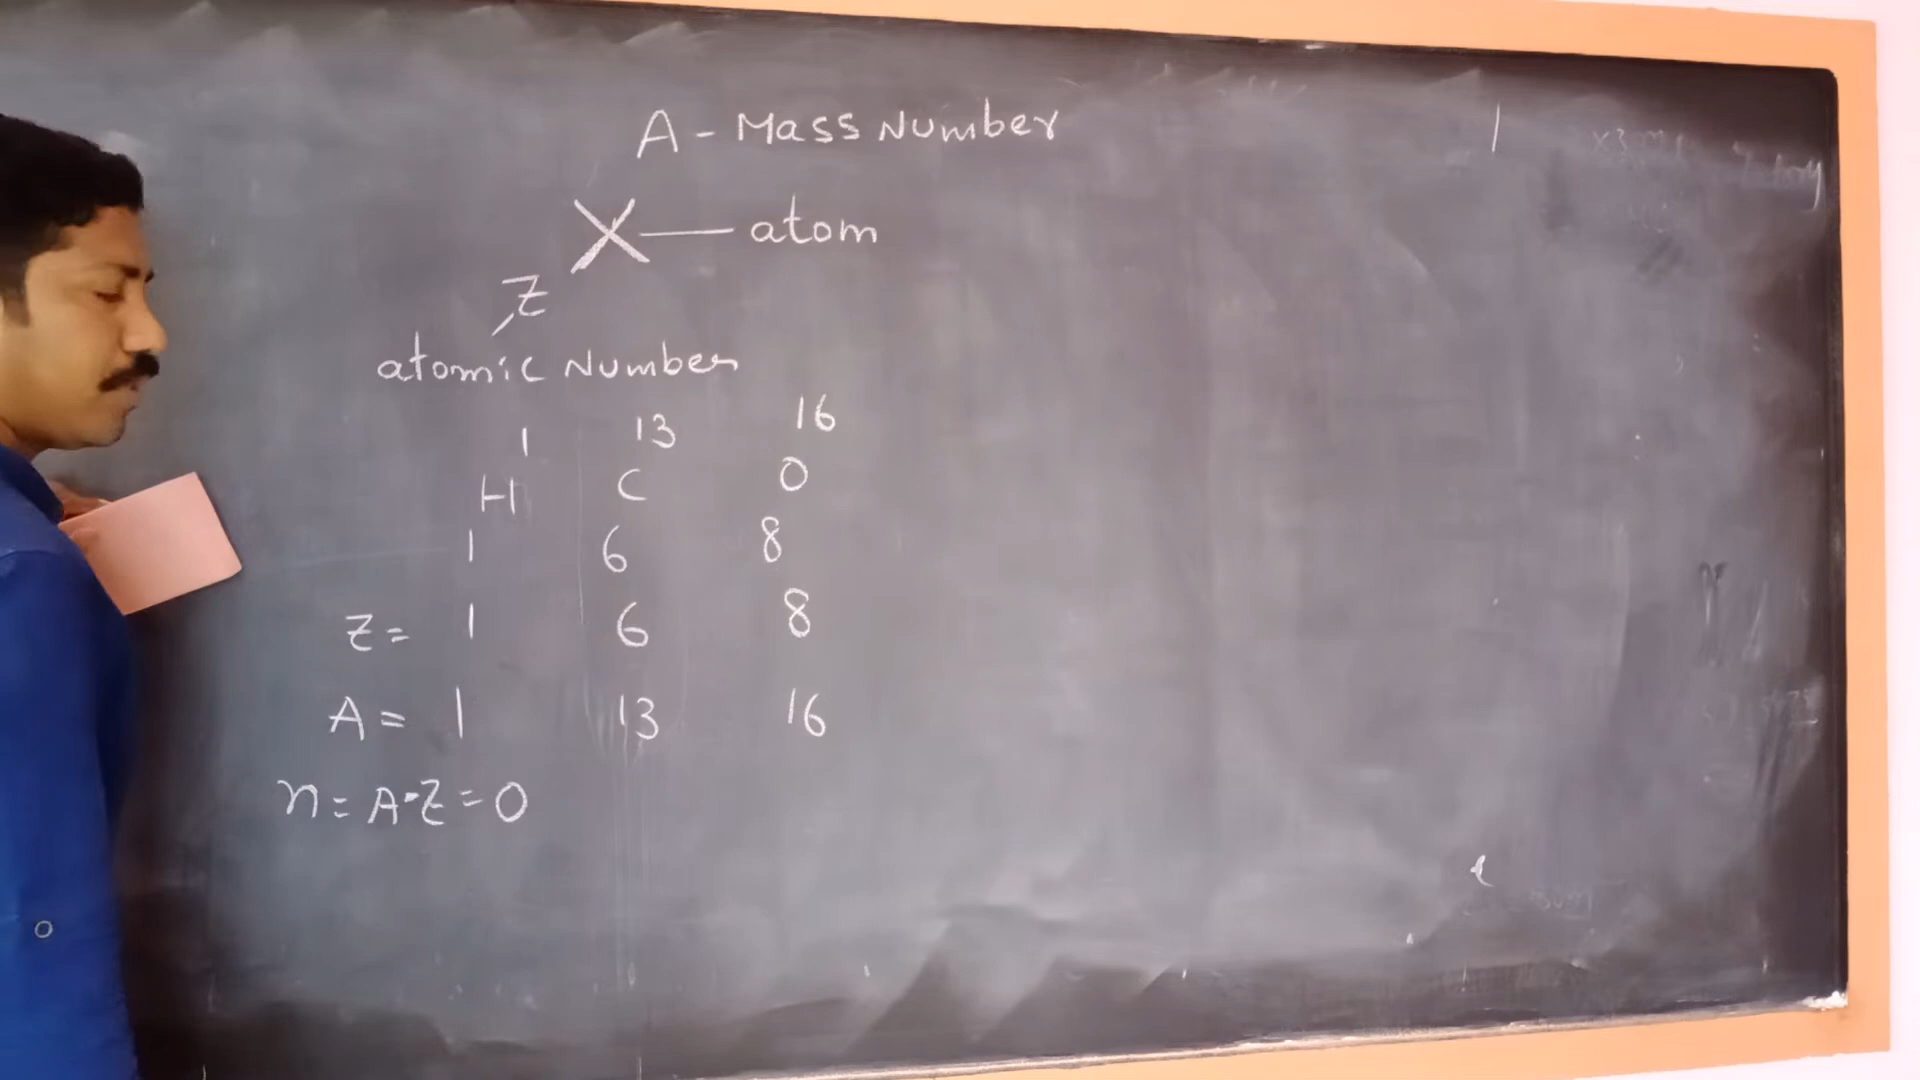 A - Mass Number
X — atom
Z
atomic Number
1 13 16
H C O
1 6 8
Z = 1 6 8
A = 1 13 16
n = A-Z = 0